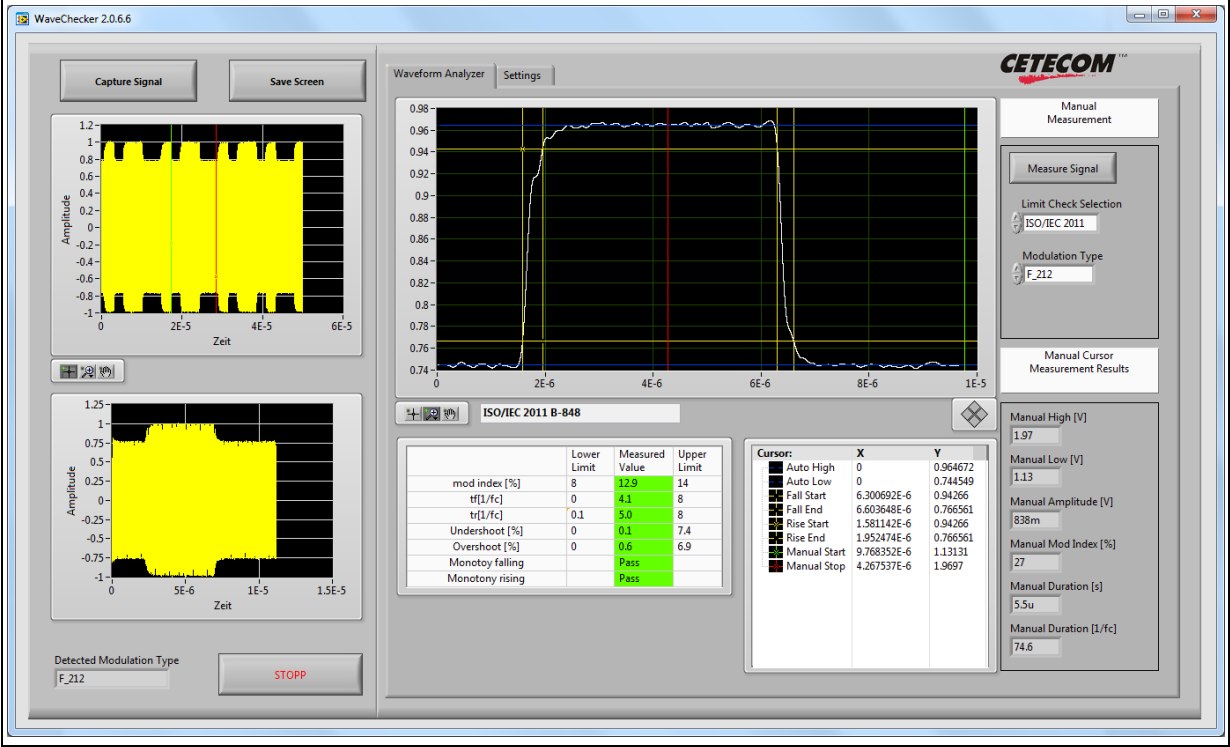 WaveChecker 2.0.6.6
Capture Signal
Save Screen
1.2
1
0.8
0.6
0.4
0.2
0
-0.2
-0.4
-0.6
-0.8
-1
Amplitude
0 2E-5 4E-5 6E-5
Zeit
1.25
1
0.75
0.5
0.25
0
-0.25
-0.5
-0.75
-1
Amplitude
0 5E-6 1E-5 1.5E-5
Zeit
Detected Modulation Type
F_212
STOPP
Waveform Analyzer Settings
CETECOM™
0.98
0.96
0.94
0.92
0.9
0.88
0.86
0.84
0.82
0.8
0.78
0.76
0.74
0 2E-6 4E-6 6E-6 8E-6 1E-5
ISO/IEC 2011 B-848
Lower Limit Measured Value Upper Limit
mod index [%] 8 12.9 14
tf[1/fc] 0 4.1 8
tr[1/fc] 0.1 5.0 8
Undershoot [%] 0 0.1 7.4
Overshoot [%] 0 0.6 6.9
Monotoy falling Pass
Monotony rising Pass
Cursor: X Y
Auto High 0 0.964672
Auto Low 0 0.744549
Fall Start 6.300692E-6 0.94266
Fall End 6.603648E-6 0.766561
Rise Start 1.581142E-6 0.94266
Rise End 1.952474E-6 0.766561
Manual Start 9.768352E-6 1.13131
Manual Stop 4.267537E-6 1.9697
Manual
Measurement
Measure Signal
Limit Check Selection
ISO/IEC 2011
Modulation Type
F_212
Manual Cursor
Measurement Results
Manual High [V]
1.97
Manual Low [V]
1.13
Manual Amplitude [V]
838m
Manual Mod Index [%]
27
Manual Duration [s]
5.5u
Manual Duration [1/fc]
74.6